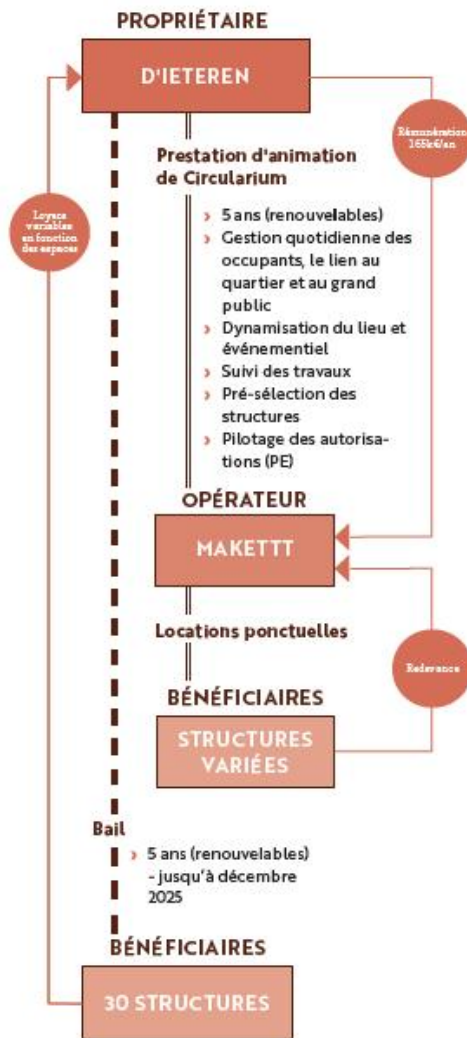 PROPRIÉTAIRE
D'IETEREN
Rémunération
165k€/an
Prestation d'animation
de Circularium
Loyers
variables
en fonction
des espaces
› 5 ans (renouvelables)
› Gestion quotidienne des
occupants, le lien au
quartier et au grand
public
› Dynamisation du lieu et
événementiel
› Suivi des travaux
› Pré-sélection des
structures
› Pilotage des autorisa-
tions (PE)
OPÉRATEUR
MAKETTT
Locations ponctuelles
Redevance
BÉNÉFICIAIRES
STRUCTURES
VARIÉES
Bail
› 5 ans (renouvelables)
- jusqu'à décembre
2025
BÉNÉFICIAIRES
30 STRUCTURES